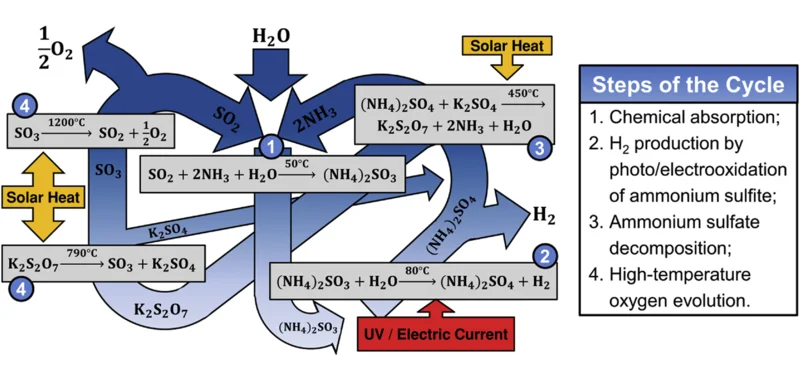 ½O₂
H₂O
Solar Heat
4
SO₃ —1200°C→ SO₂ + ½O₂
SO₂
2NH₃
450°C
(NH₄)₂SO₄ + K₂SO₄ ⟶
K₂S₂O₇ + 2NH₃ + H₂O
3
1
50°C
SO₂ + 2NH₃ + H₂O ⟶ (NH₄)₂SO₃
SO₃
Solar Heat
K₂SO₄
(NH₄)₂SO₄
H₂
790°C
K₂S₂O₇ ⟶ SO₃ + K₂SO₄
4
2
80°C
(NH₄)₂SO₃ + H₂O ⟶ (NH₄)₂SO₄ + H₂
K₂S₂O₇
(NH₄)₂SO₃
UV / Electric Current
Steps of the Cycle
1. Chemical absorption;
2. H₂ production by
photo/electrooxidation
of ammonium sulfite;
3. Ammonium sulfate
decomposition;
4. High-temperature
oxygen evolution.